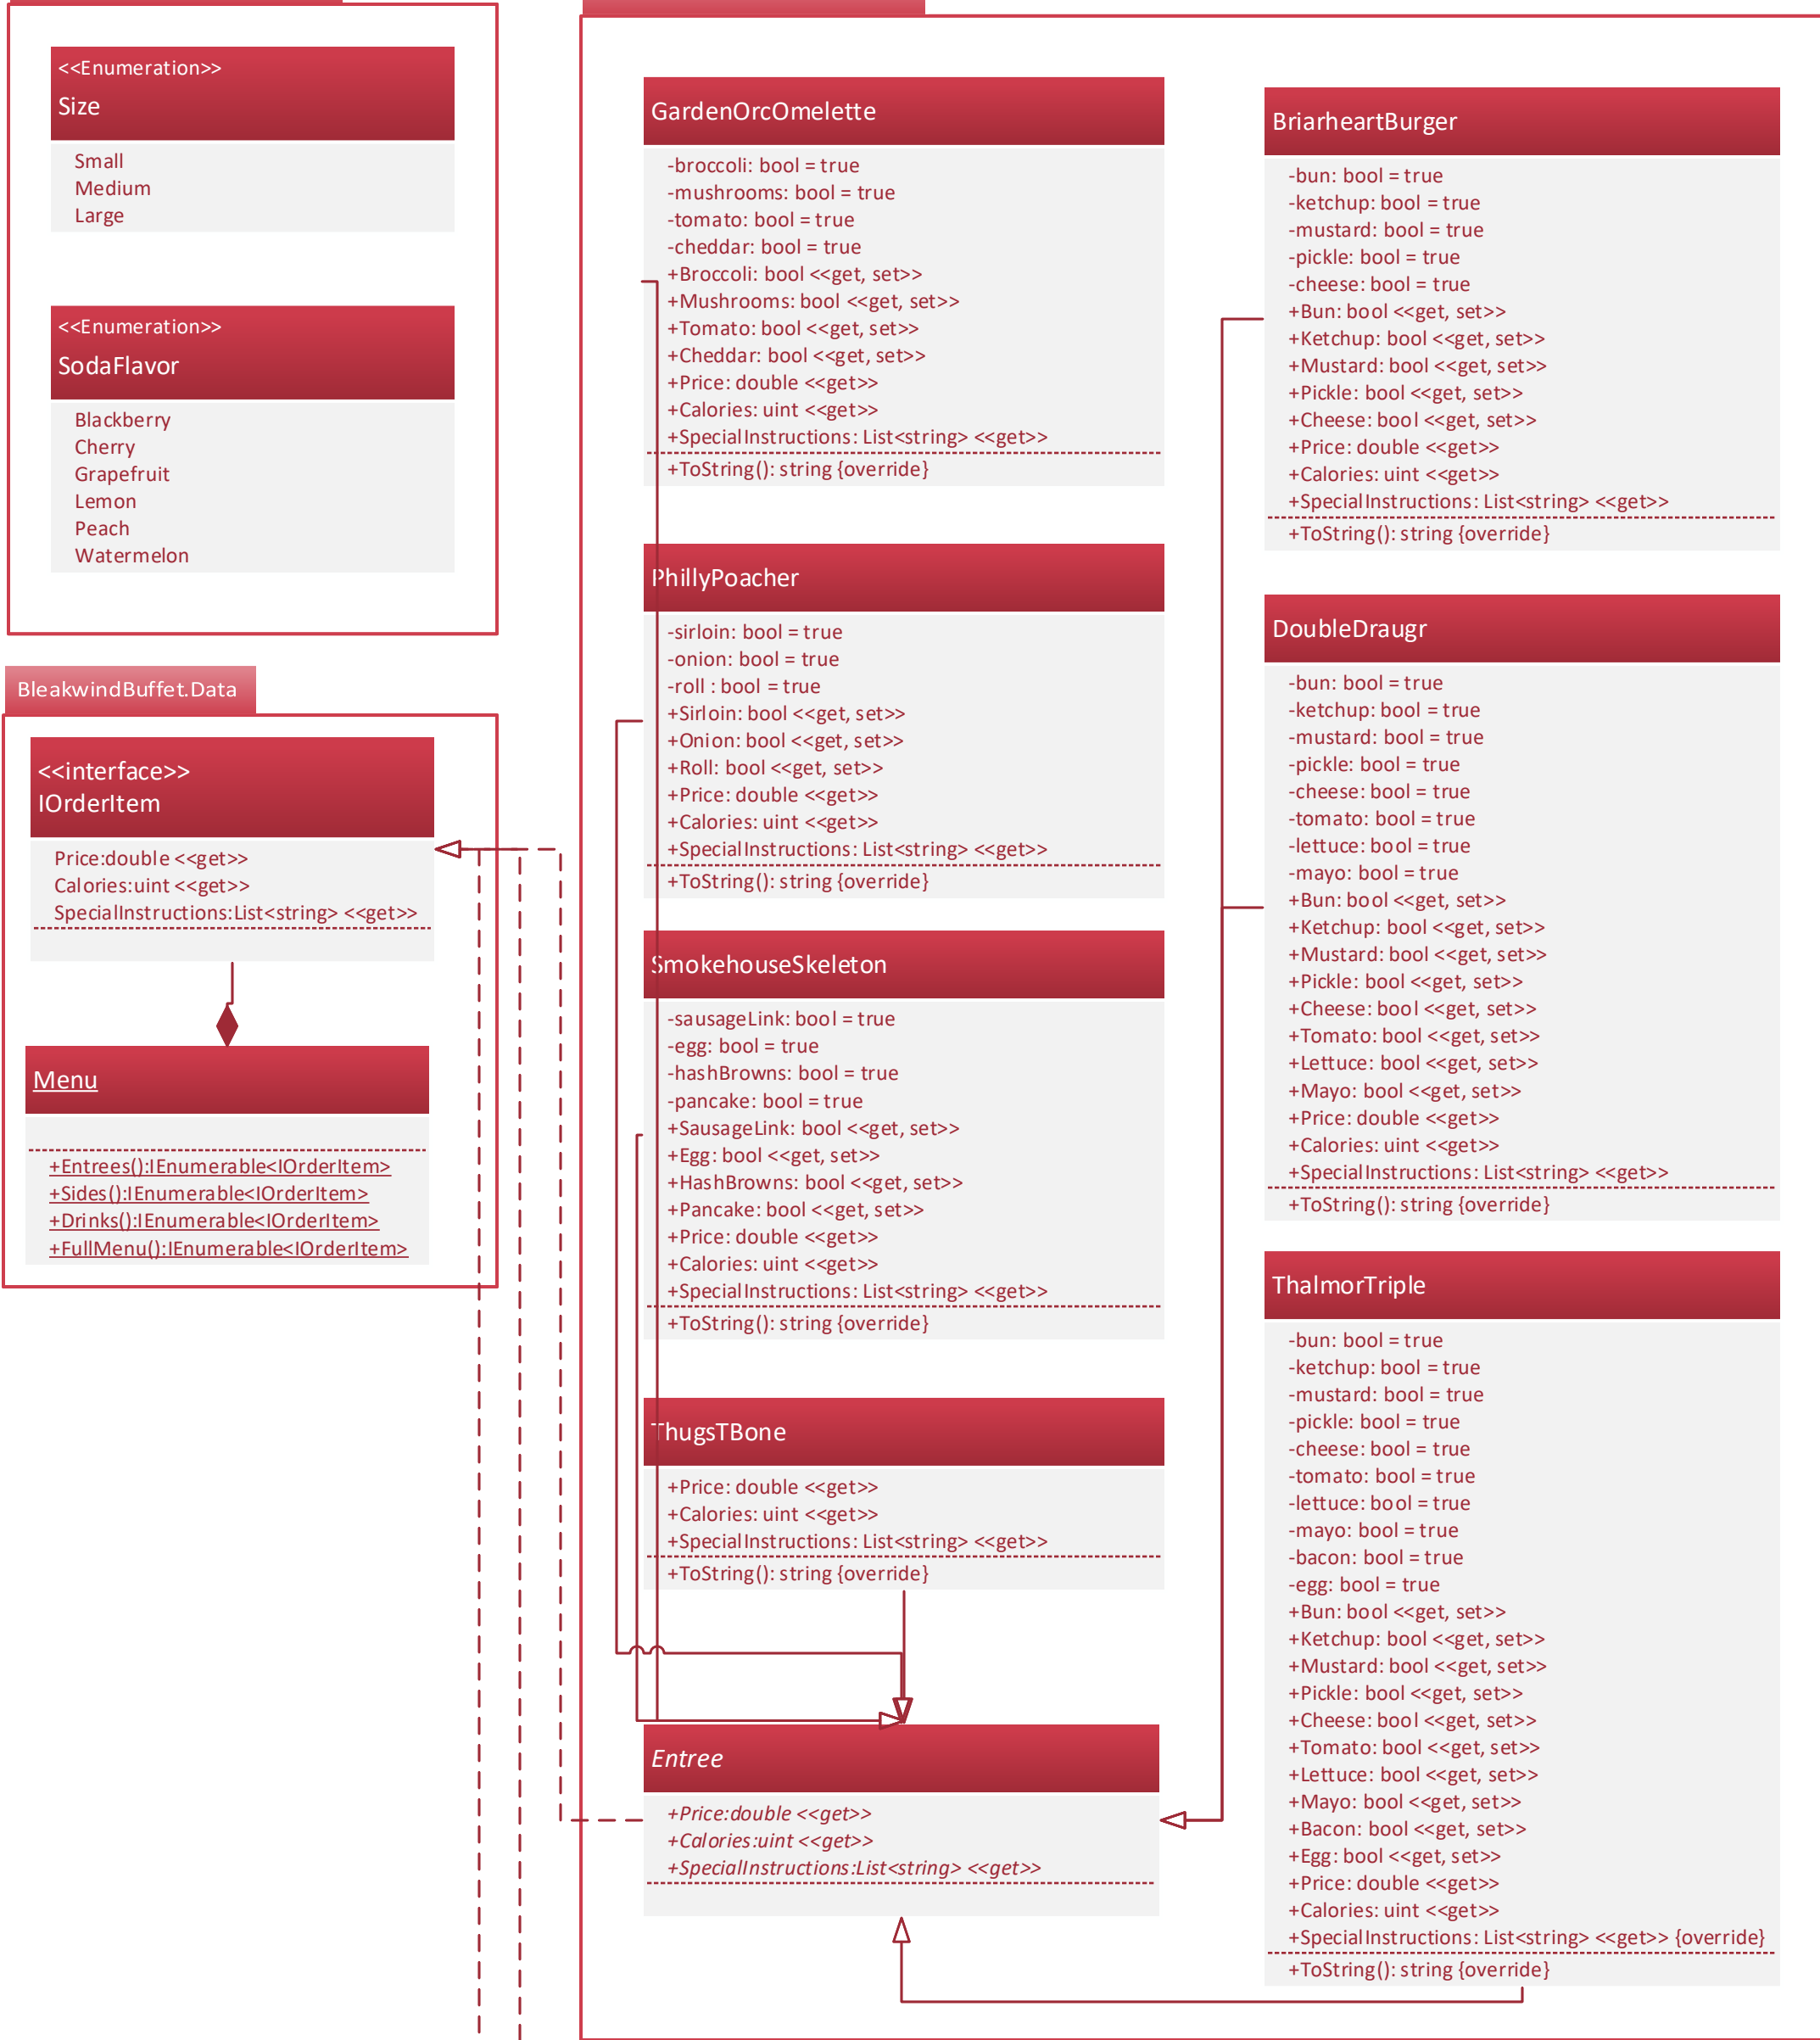 <<Enumeration>>
Size
Small
Medium
Large
<<Enumeration>>
SodaFlavor
Blackberry
Cherry
Grapefruit
Lemon
Peach
Watermelon
BleakwindBuffet.Data
<<interface>>
IOrderItem
Price:double <<get>>
Calories:uint <<get>>
SpecialInstructions:List<string> <<get>>
Menu
+Entrees():IEnumerable<IOrderItem>
+Sides():IEnumerable<IOrderItem>
+Drinks():IEnumerable<IOrderItem>
+FullMenu():IEnumerable<IOrderItem>
GardenOrcOmelette
-broccoli: bool = true
-mushrooms: bool = true
-tomato: bool = true
-cheddar: bool = true
+Broccoli: bool <<get, set>>
+Mushrooms: bool <<get, set>>
+Tomato: bool <<get, set>>
+Cheddar: bool <<get, set>>
+Price: double <<get>>
+Calories: uint <<get>>
+SpecialInstructions: List<string> <<get>>
+ToString(): string {override}
PhillyPoacher
-sirloin: bool = true
-onion: bool = true
-roll : bool = true
+Sirloin: bool <<get, set>>
+Onion: bool <<get, set>>
+Roll: bool <<get, set>>
+Price: double <<get>>
+Calories: uint <<get>>
+SpecialInstructions: List<string> <<get>>
+ToString(): string {override}
SmokehouseSkeleton
-sausageLink: bool = true
-egg: bool = true
-hashBrowns: bool = true
-pancake: bool = true
+SausageLink: bool <<get, set>>
+Egg: bool <<get, set>>
+HashBrowns: bool <<get, set>>
+Pancake: bool <<get, set>>
+Price: double <<get>>
+Calories: uint <<get>>
+SpecialInstructions: List<string> <<get>>
+ToString(): string {override}
ThugsTBone
+Price: double <<get>>
+Calories: uint <<get>>
+SpecialInstructions: List<string> <<get>>
+ToString(): string {override}
Entree
+Price:double <<get>>
+Calories:uint <<get>>
+SpecialInstructions:List<string> <<get>>
BriarheartBurger
-bun: bool = true
-ketchup: bool = true
-mustard: bool = true
-pickle: bool = true
-cheese: bool = true
+Bun: bool <<get, set>>
+Ketchup: bool <<get, set>>
+Mustard: bool <<get, set>>
+Pickle: bool <<get, set>>
+Cheese: bool <<get, set>>
+Price: double <<get>>
+Calories: uint <<get>>
+SpecialInstructions: List<string> <<get>>
+ToString(): string {override}
DoubleDraugr
-bun: bool = true
-ketchup: bool = true
-mustard: bool = true
-pickle: bool = true
-cheese: bool = true
-tomato: bool = true
-lettuce: bool = true
-mayo: bool = true
+Bun: bool <<get, set>>
+Ketchup: bool <<get, set>>
+Mustard: bool <<get, set>>
+Pickle: bool <<get, set>>
+Cheese: bool <<get, set>>
+Tomato: bool <<get, set>>
+Lettuce: bool <<get, set>>
+Mayo: bool <<get, set>>
+Price: double <<get>>
+Calories: uint <<get>>
+SpecialInstructions: List<string> <<get>>
+ToString(): string {override}
ThalmorTriple
-bun: bool = true
-ketchup: bool = true
-mustard: bool = true
-pickle: bool = true
-cheese: bool = true
-tomato: bool = true
-lettuce: bool = true
-mayo: bool = true
-bacon: bool = true
-egg: bool = true
+Bun: bool <<get, set>>
+Ketchup: bool <<get, set>>
+Mustard: bool <<get, set>>
+Pickle: bool <<get, set>>
+Cheese: bool <<get, set>>
+Tomato: bool <<get, set>>
+Lettuce: bool <<get, set>>
+Mayo: bool <<get, set>>
+Bacon: bool <<get, set>>
+Egg: bool <<get, set>>
+Price: double <<get>>
+Calories: uint <<get>>
+SpecialInstructions: List<string> <<get>> {override}
+ToString(): string {override}